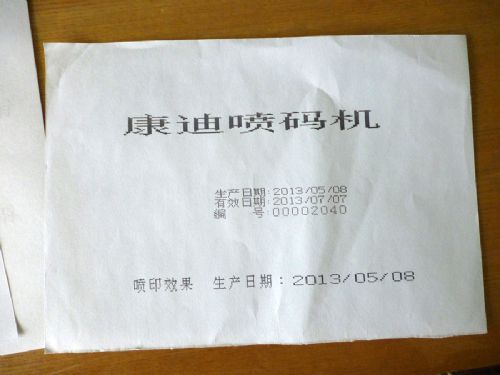 康迪喷码机
生产日期:2013/05/08
有效日期:2013/07/07
编　　号:00002040
喷印效果　生产日期：2013/05/08